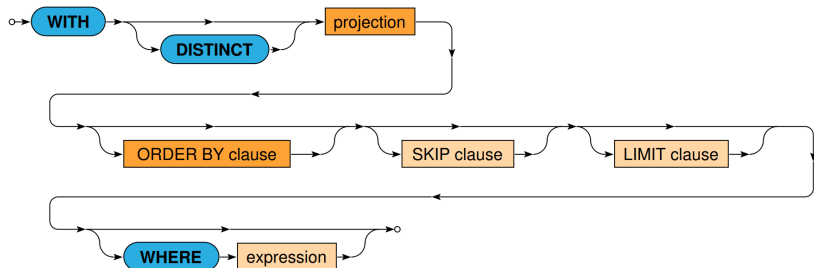 WITH projection
DISTINCT
ORDER BY clause SKIP clause LIMIT clause
WHERE expression